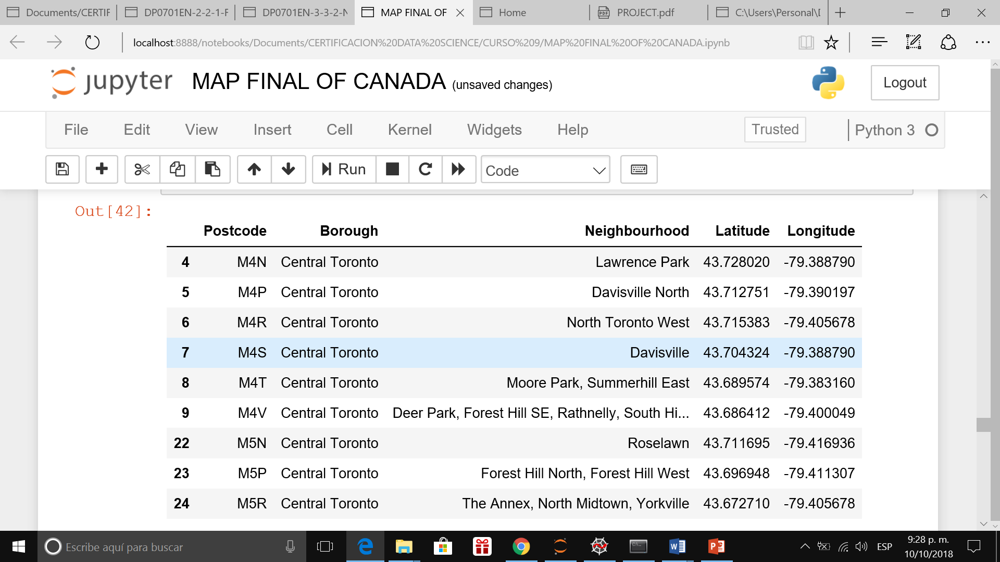 Documents/CERTIF DP0701EN-2-2-1-F DP0701EN-3-3-2-N MAP FINAL OF Home PROJECT.pdf C:\Users\Personal\D
localhost:8888/notebooks/Documents/CERTIFICACION%20DATA%20SCIENCE/CURSO%209/MAP%20FINAL%20OF%20CANADA.ipynb
jupyter MAP FINAL OF CANADA (unsaved changes) Logout
File Edit View Insert Cell Kernel Widgets Help Trusted Python 3
Run Code
Out[42]:
Postcode Borough Neighbourhood Latitude Longitude
4 M4N Central Toronto Lawrence Park 43.728020 -79.388790
5 M4P Central Toronto Davisville North 43.712751 -79.390197
6 M4R Central Toronto North Toronto West 43.715383 -79.405678
7 M4S Central Toronto Davisville 43.704324 -79.388790
8 M4T Central Toronto Moore Park, Summerhill East 43.689574 -79.383160
9 M4V Central Toronto Deer Park, Forest Hill SE, Rathnelly, South Hi... 43.686412 -79.400049
22 M5N Central Toronto Roselawn 43.711695 -79.416936
23 M5P Central Toronto Forest Hill North, Forest Hill West 43.696948 -79.411307
24 M5R Central Toronto The Annex, North Midtown, Yorkville 43.672710 -79.405678
Escribe aquí para buscar ESP 9:28 p. m.
10/10/2018